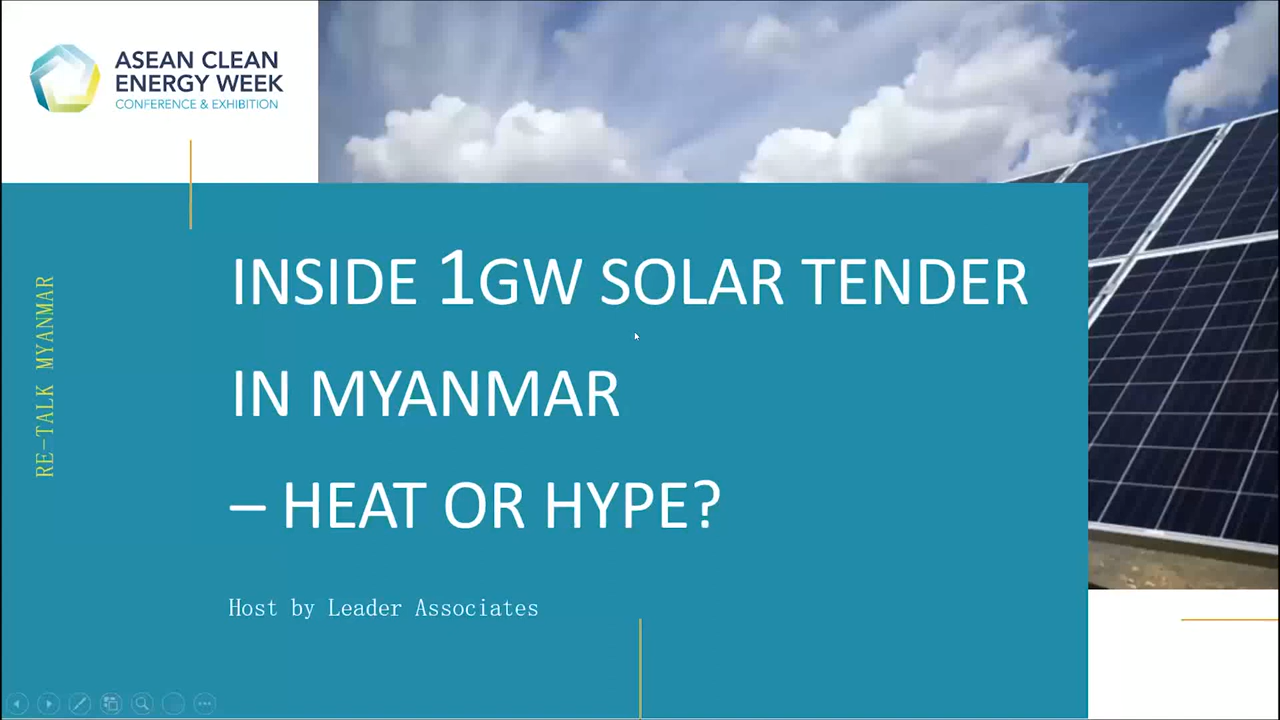 ASEAN CLEAN
ENERGY WEEK
CONFERENCE & EXHIBITION
RE-TALK MYANMAR
INSIDE 1GW SOLAR TENDER
IN MYANMAR
– HEAT OR HYPE?
Host by Leader Associates